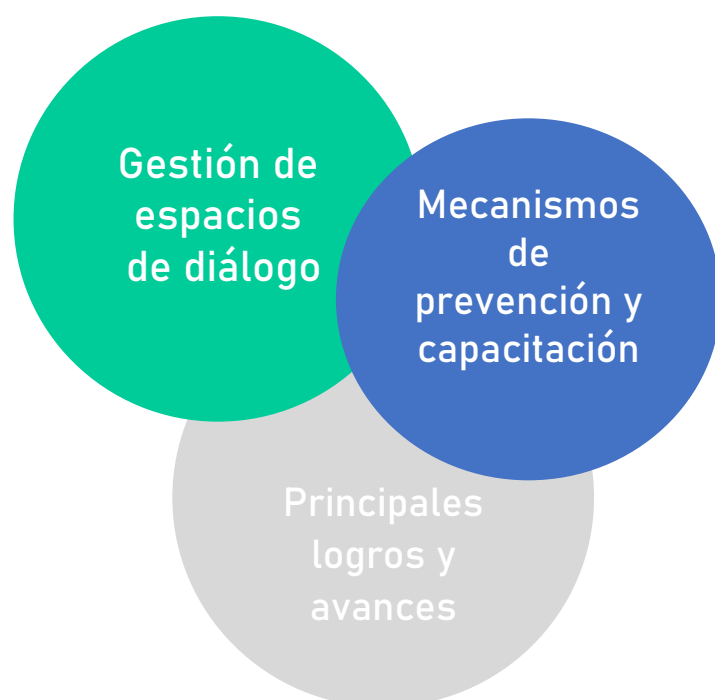 Gestión de
espacios
de diálogo
Mecanismos
de
prevención y
capacitación
Principales
logros y
avances